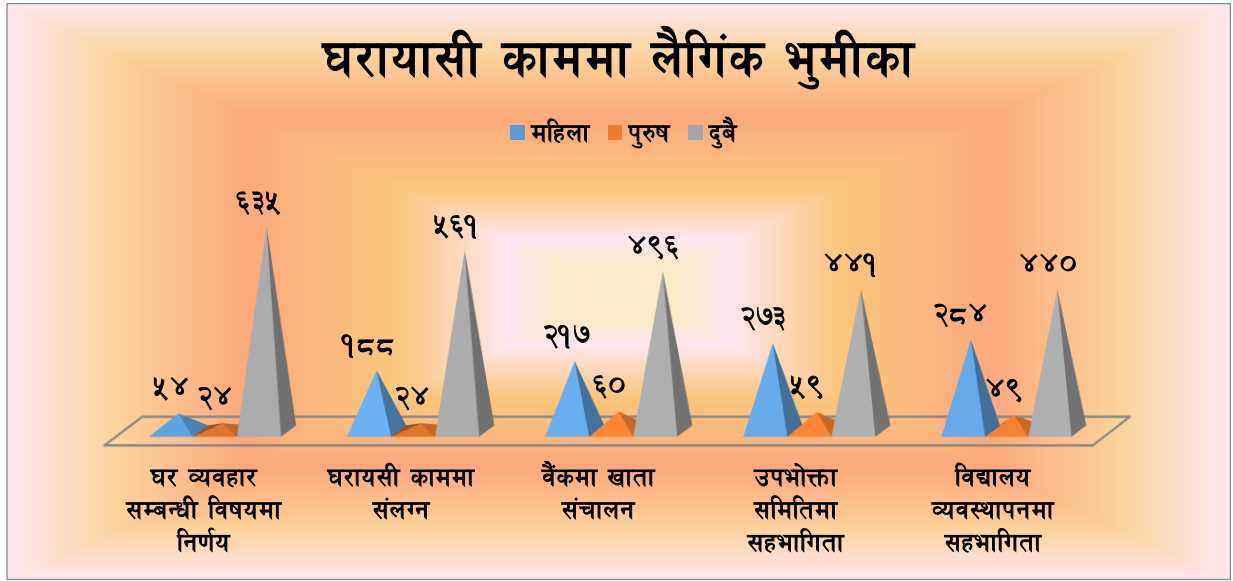 घरायासी काममा लैगिंक भुमीका
महिला पुरुष दुबै
६३५
५६१
४९६
४४१
४४०
५४
२४
१८८
२४
२१७
६०
२७३
५९
२८४
४९
घर व्यवहार
सम्बन्धी विषयमा
निर्णय
घरायसी काममा
संलग्न
वैंकमा खाता
संचालन
उपभोक्ता
समितिमा
सहभागिता
विद्यालय
व्यवस्थापनमा
सहभागिता